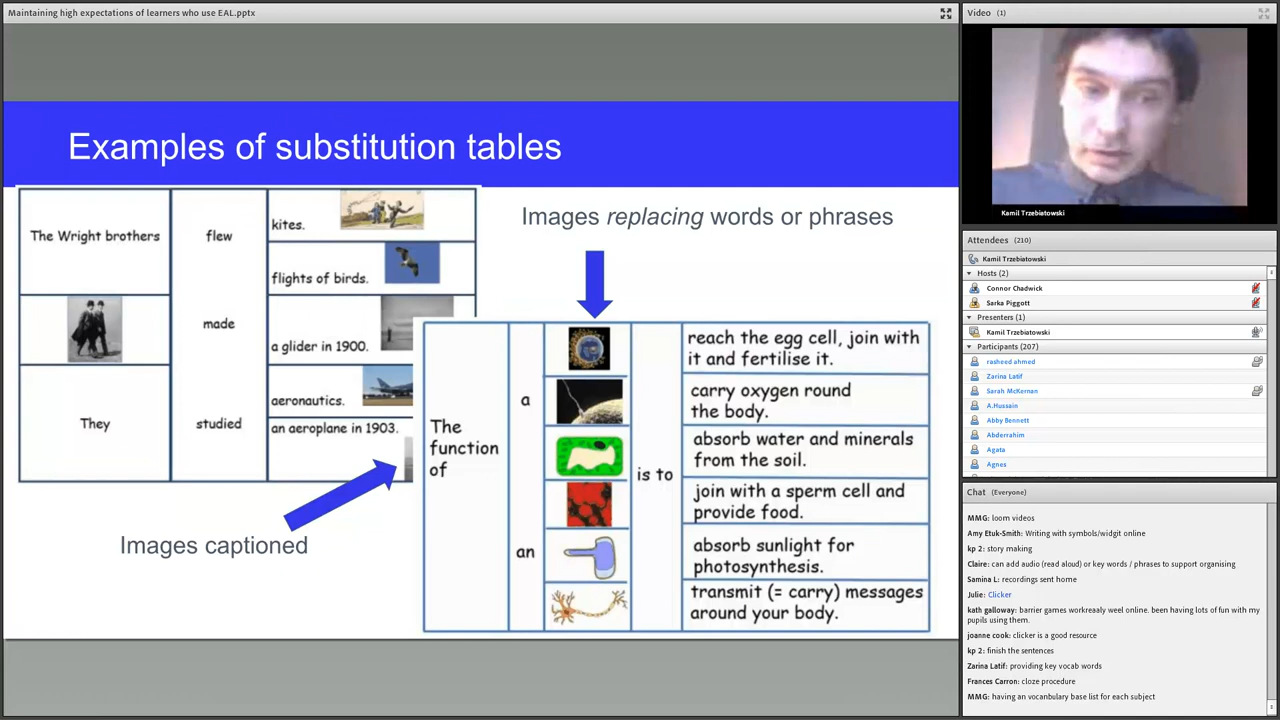 Maintaining high expectations of learners who use EAL.pptx
Examples of substitution tables
The Wright brothers
They
flew
made
studied
kites.
flights of birds.
a glider in 1900.
aeronautics.
an aeroplane in 1903.
Images captioned
Images replacing words or phrases
The
function
of
a
an
is to
reach the egg cell, join with
it and fertilise it.
carry oxygen round
the body.
absorb water and minerals
from the soil.
join with a sperm cell and
provide food.
absorb sunlight for
photosynthesis.
transmit (= carry) messages
around your body.
Video (1)
Kamil Trzebiatowski
Attendees (210)
Kamil Trzebiatowski
Hosts (2)
Connor Chadwick
Sarka Piggott
Presenters (1)
Kamil Trzebiatowski
Participants (207)
rasheed ahmed
Zarina Latif
Sarah McKernan
A.Hussain
Abby Bennett
Abderrahim
Agata
Agnes
Chat (Everyone)
MMG: loom videos
Amy Etuk-Smith: Writing with symbols/widgit online
kp 2: story making
Claire: can add audio (read aloud) or key words / phrases to support organising
Samina L: recordings sent home
Julie: Clicker
kath galloway: barrier games workreaaly weel online. been having lots of fun with my
pupils using them.
joanne cook: clicker is a good resource
kp 2: finish the sentences
Zarina Latif: providing key vocab words
Frances Carron: cloze procedure
MMG: having an vocanbulary base list for each subject